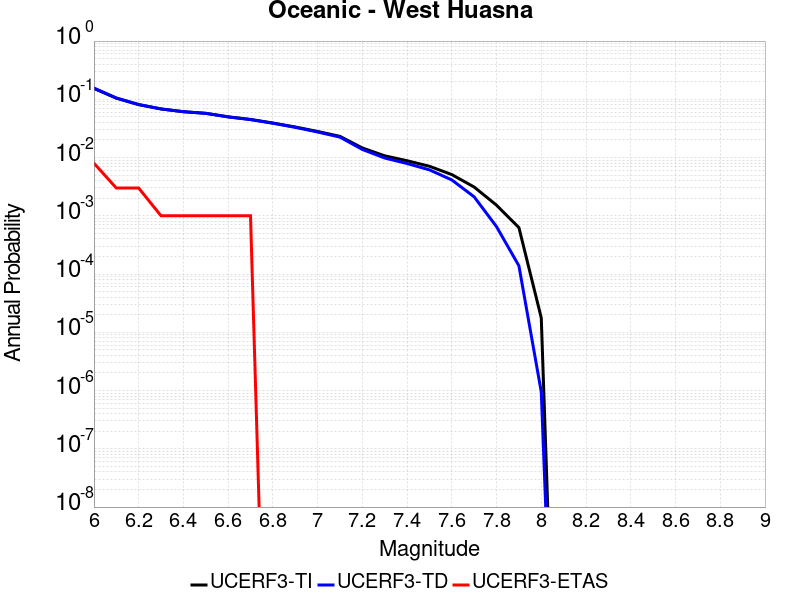 Oceanic - West Huasna
10^0
10^-1
10^-2
10^-3
10^-4
10^-5
10^-6
10^-7
10^-8
Annual Probability
6 6.2 6.4 6.6 6.8 7 7.2 7.4 7.6 7.8 8 8.2 8.4 8.6 8.8 9
Magnitude
UCERF3-TI UCERF3-TD UCERF3-ETAS